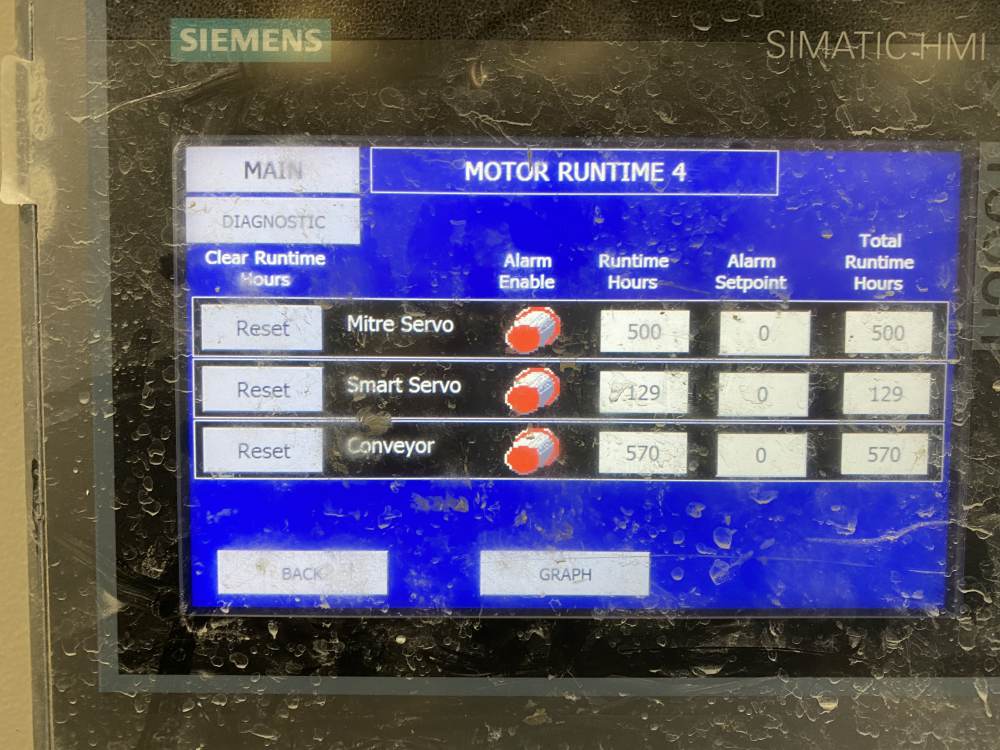 SIEMENS
SIMATIC HMI
MAIN
MOTOR RUNTIME 4
DIAGNOSTIC
Clear Runtime
Hours
Alarm
Enable
Runtime
Hours
Alarm
Setpoint
Total
Runtime
Hours
Reset Mitre Servo 500 0 500
Reset Smart Servo 129 0 129
Reset Conveyor 570 0 570
BACK GRAPH